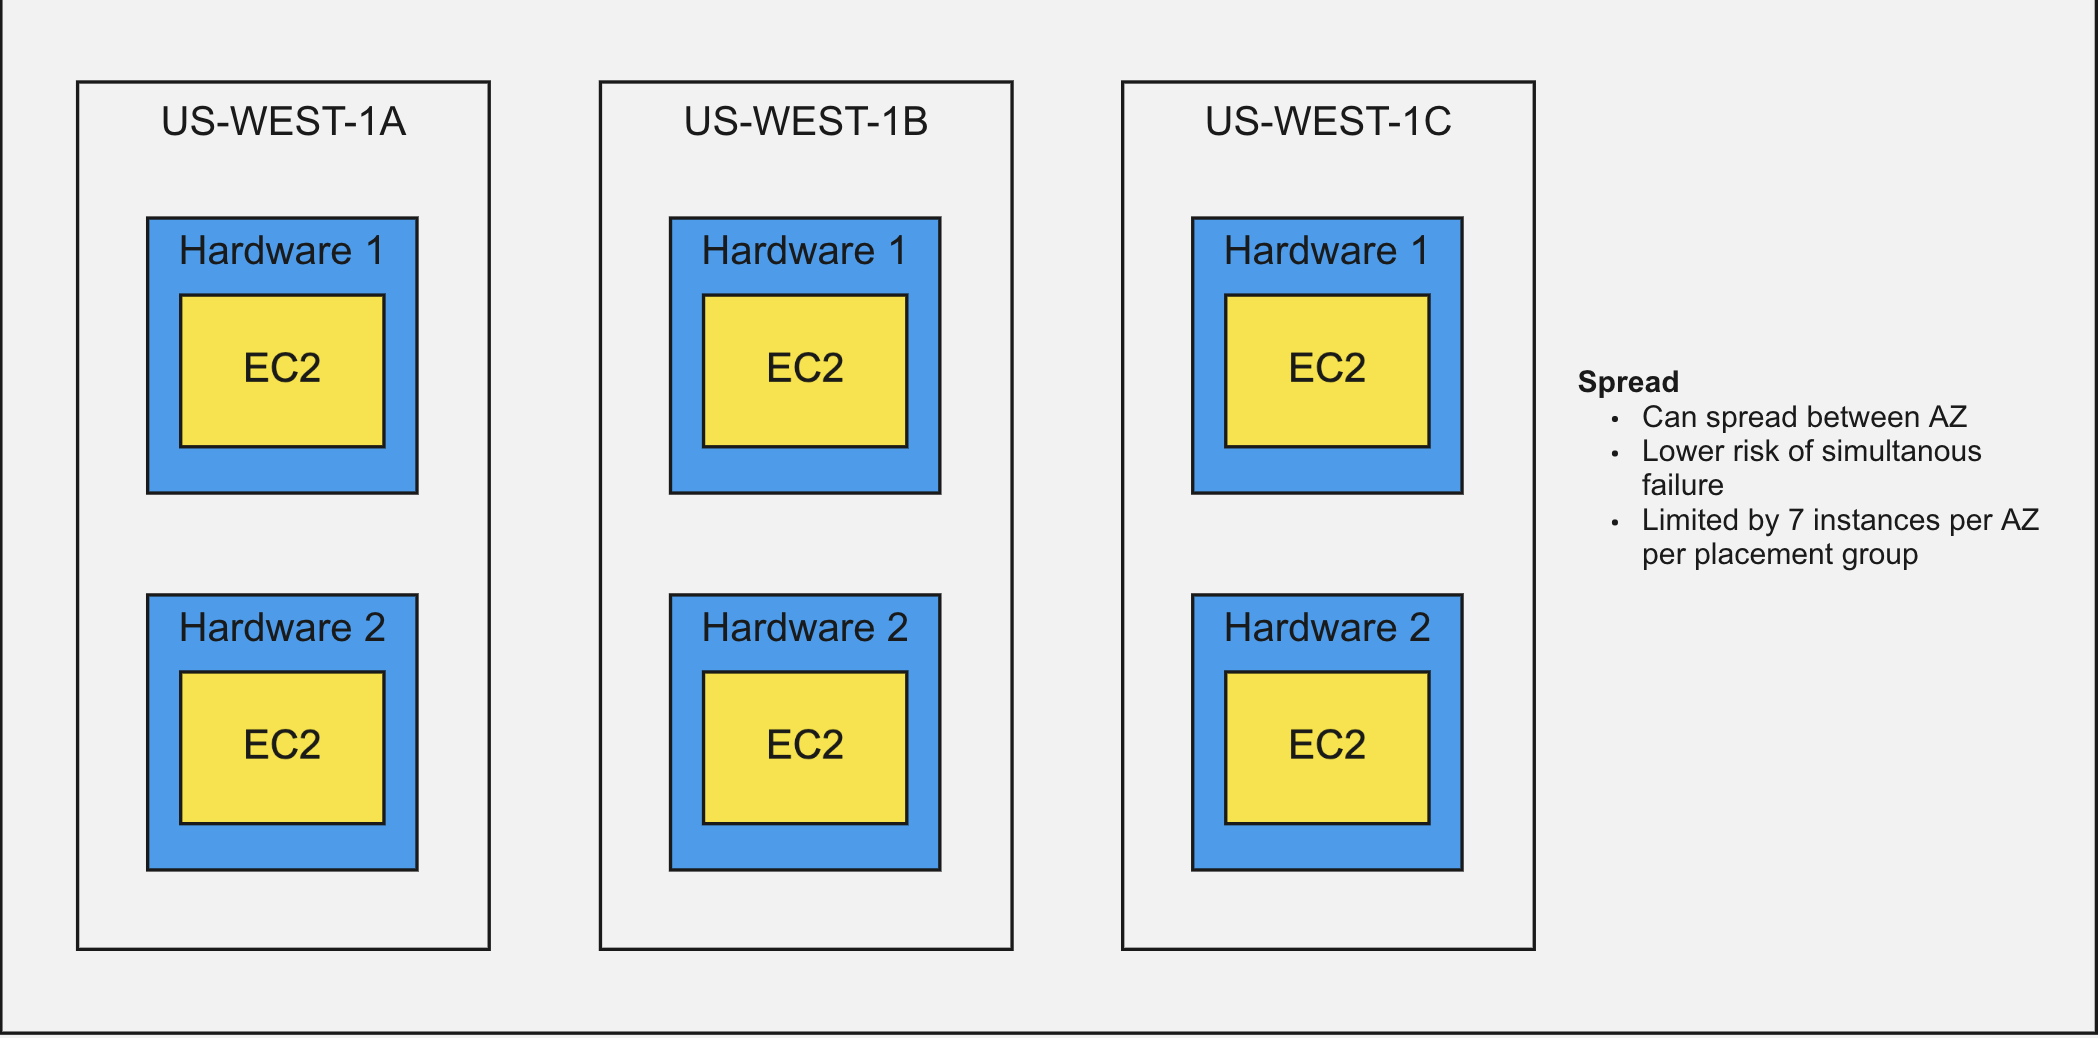 US-WEST-1A
Hardware 1
EC2
Hardware 2
EC2
US-WEST-1B
Hardware 1
EC2
Hardware 2
EC2
US-WEST-1C
Hardware 1
EC2
Hardware 2
EC2
Spread
• Can spread between AZ
• Lower risk of simultanous
failure
• Limited by 7 instances per AZ
per placement group